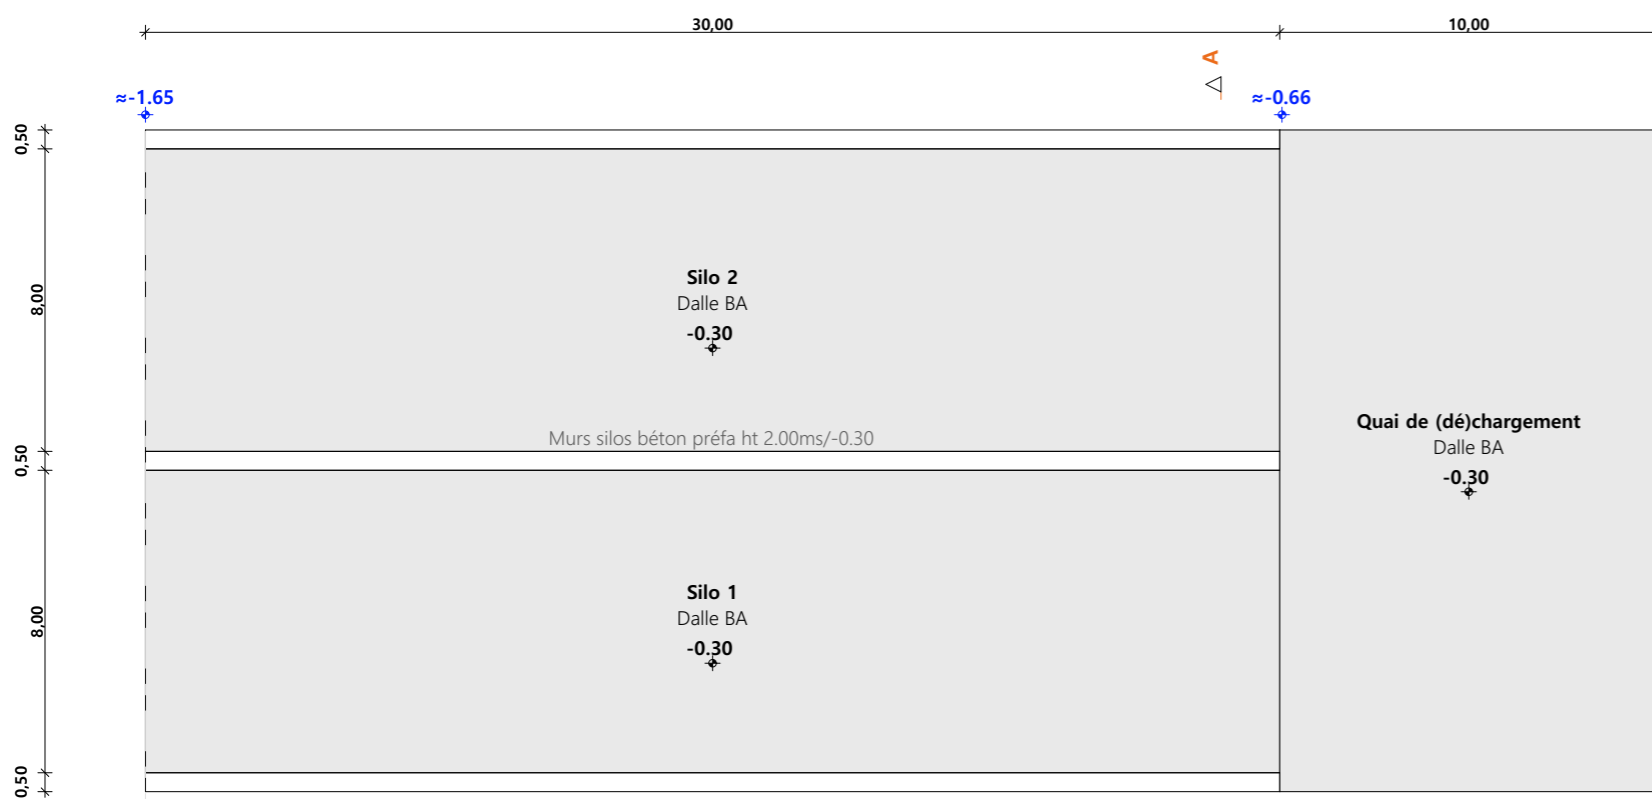 30,00
10,00
A
≈-1.65
≈-0.66
0,50
8,00
Silo 2
Dalle BA
-0.30
Murs silos béton préfa ht 2.00ms/-0.30
0,50
Quai de (dé)chargement
Dalle BA
-0.30
8,00
Silo 1
Dalle BA
-0.30
0,50